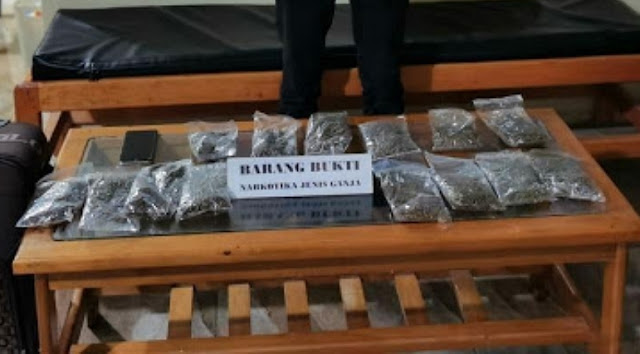 BARANG BUKTI
NARKOTIKA JENIS GANJA